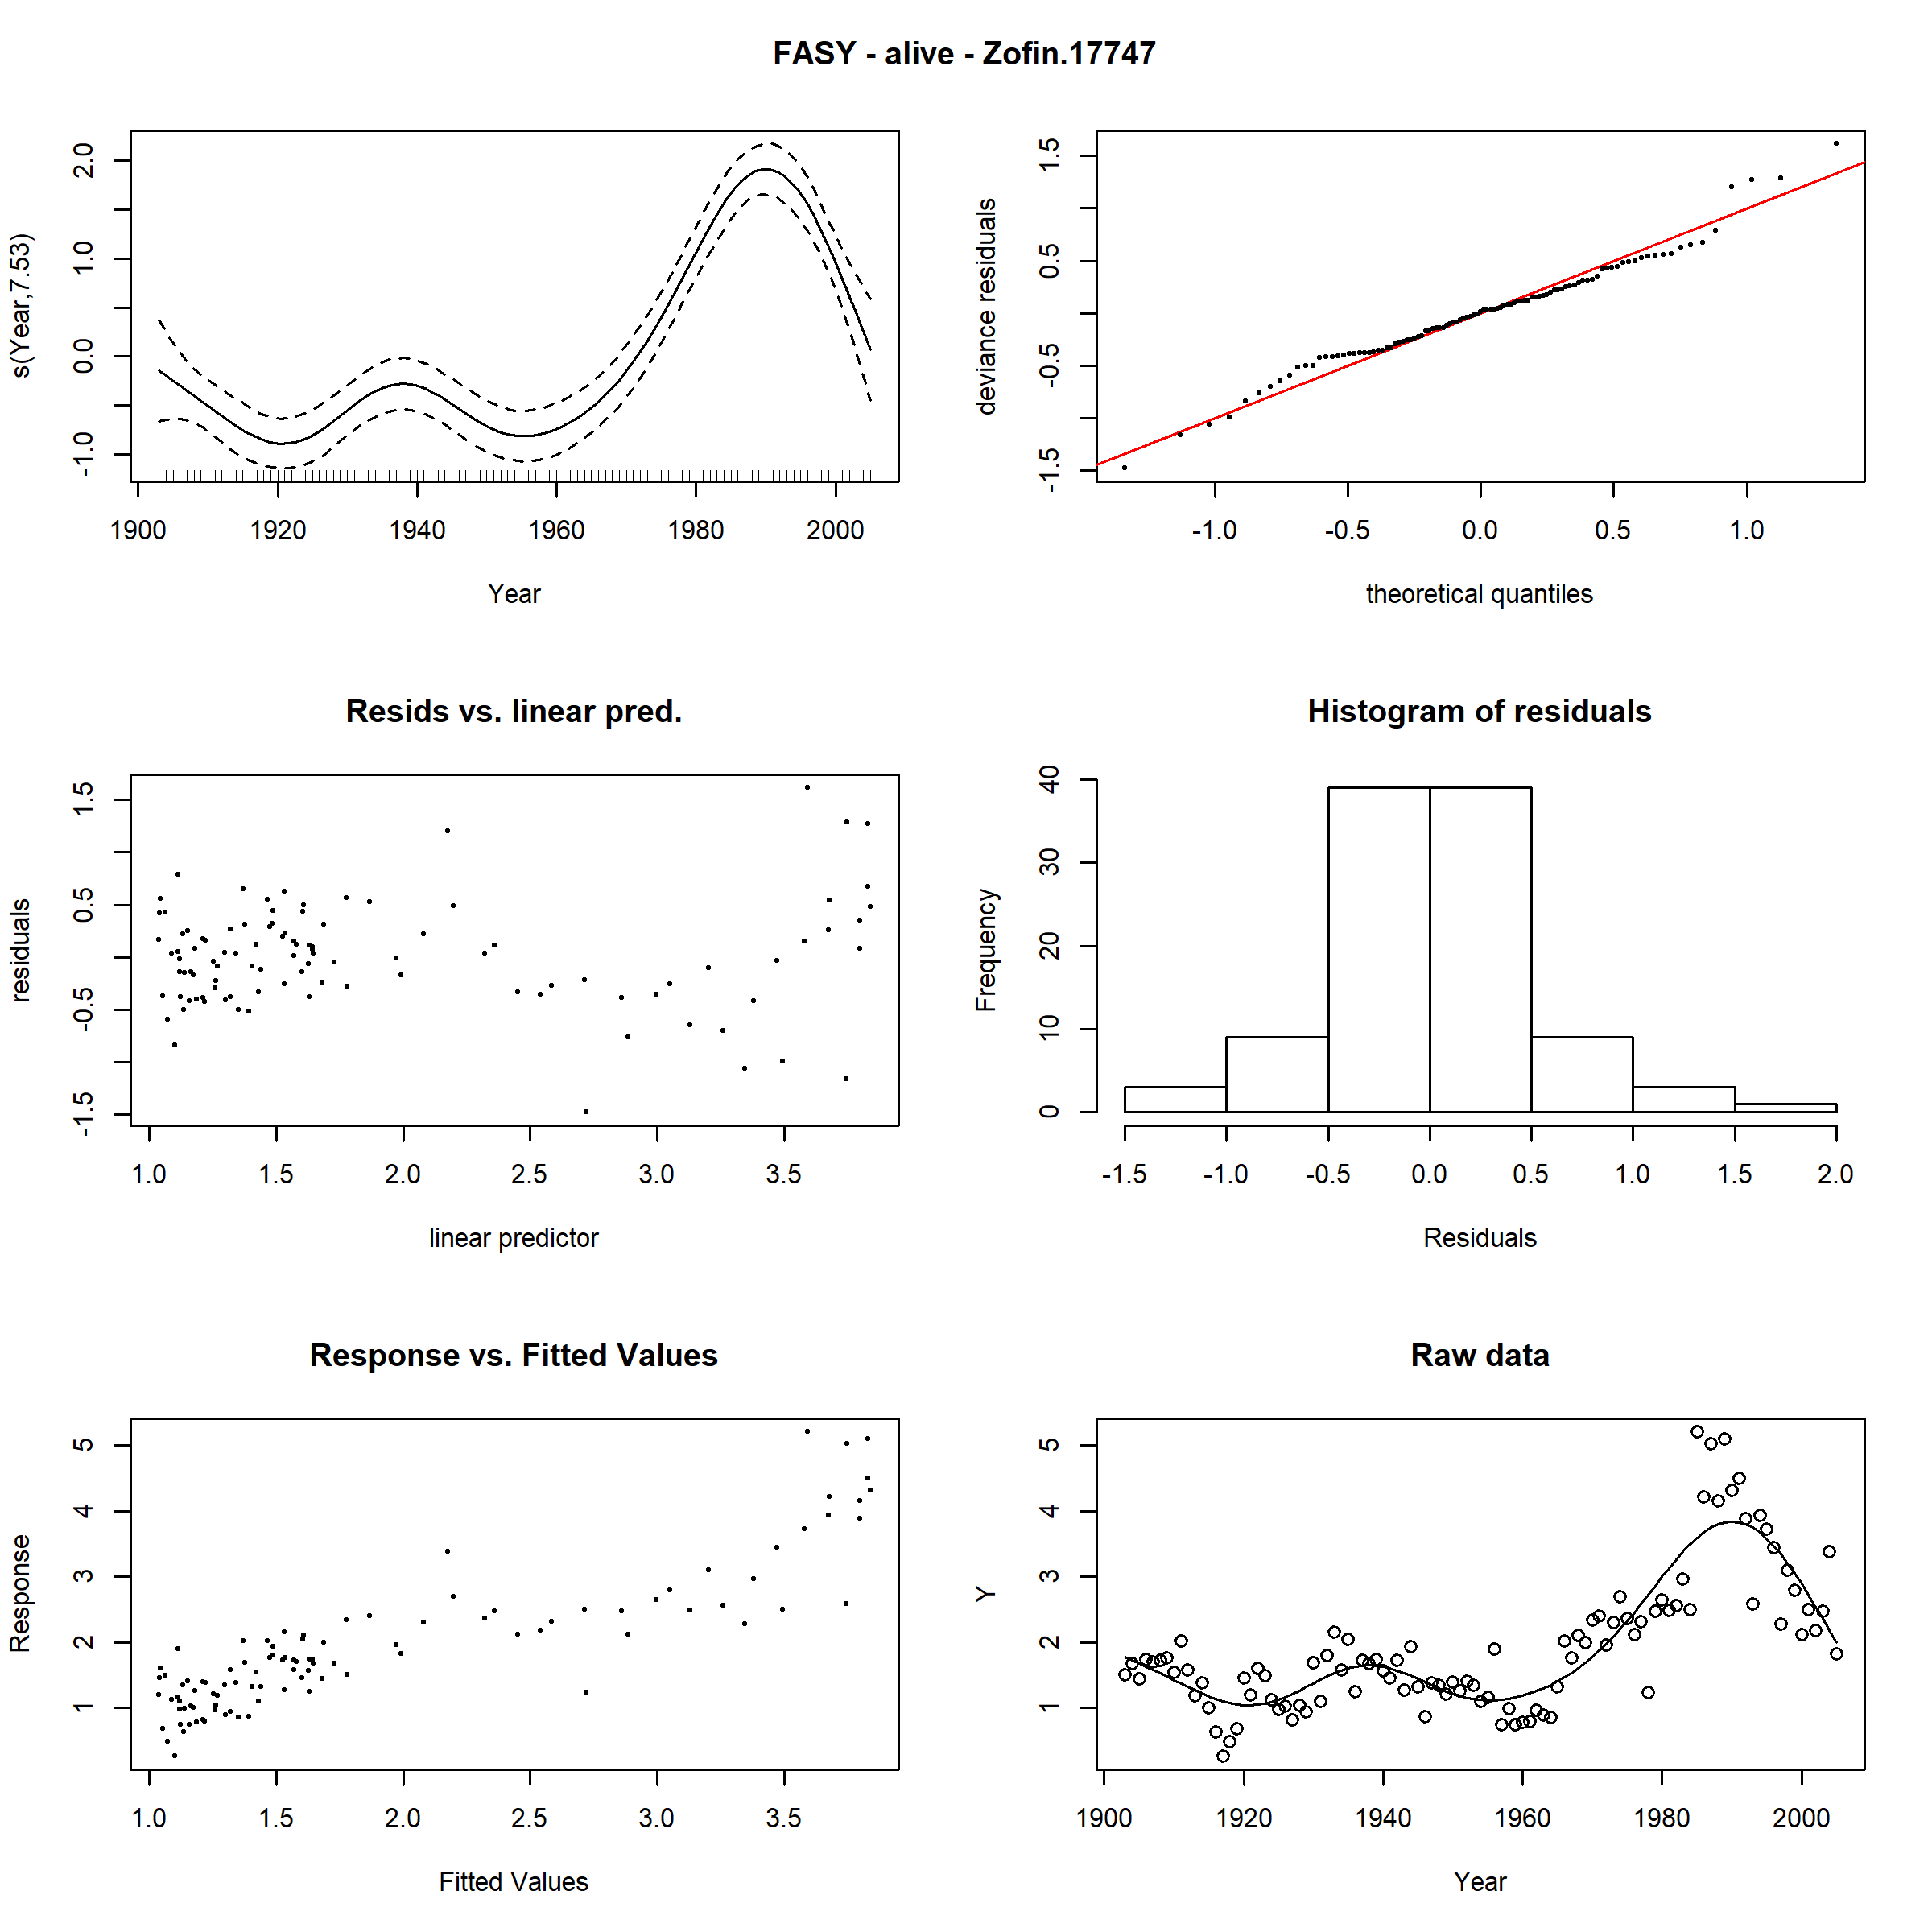 FASY - alive - Zofin.17747
s(Year,7.53)
2.0
1.0
0.0
-1.0
1900 1920 1940 1960 1980 2000
Year
deviance residuals
1.5
0.5
-0.5
-1.5
-1.0 -0.5 0.0 0.5 1.0
theoretical quantiles
Resids vs. linear pred.
residuals
1.5
0.5
-0.5
-1.5
1.0 1.5 2.0 2.5 3.0 3.5
linear predictor
Histogram of residuals
Frequency
40
30
20
10
0
-1.5 -1.0 -0.5 0.0 0.5 1.0 1.5 2.0
Residuals
Response vs. Fitted Values
Response
5
4
3
2
1
1.0 1.5 2.0 2.5 3.0 3.5
Fitted Values
Raw data
Y
5
4
3
2
1
1900 1920 1940 1960 1980 2000
Year